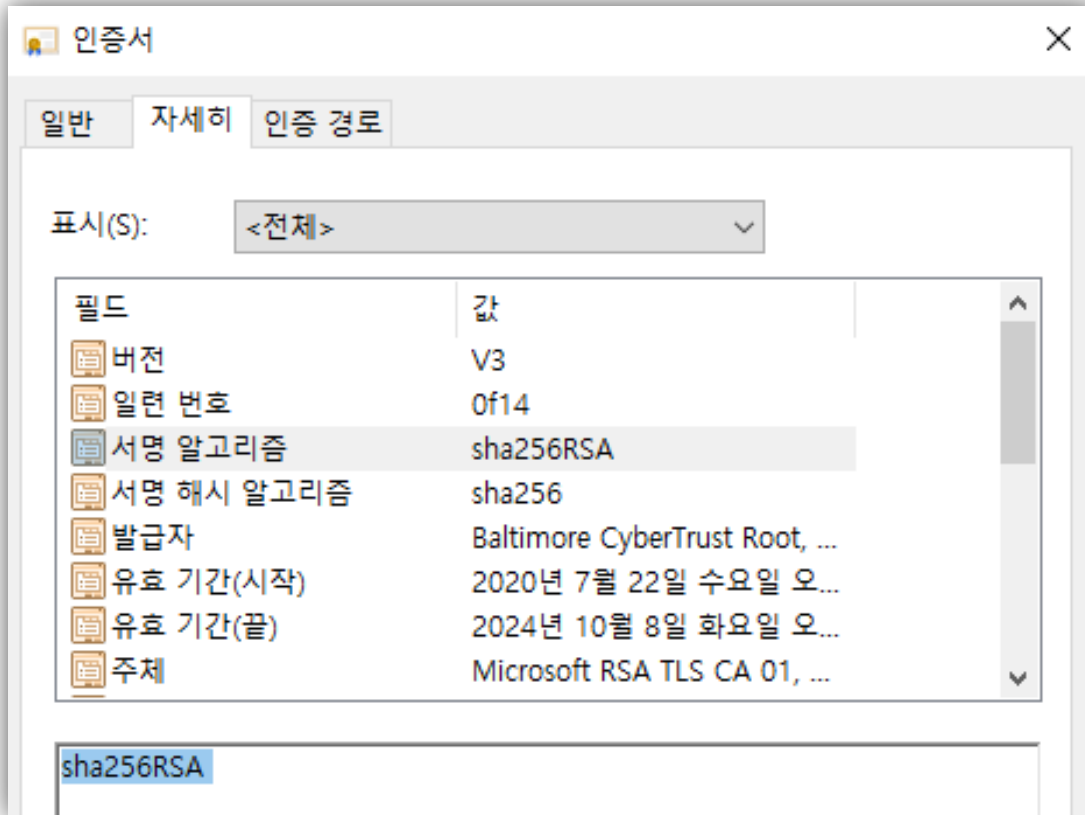 인증서
일반 자세히 인증 경로
표시(S): <전체>
필드 값
버전 V3
일련 번호 0f14
서명 알고리즘 sha256RSA
서명 해시 알고리즘 sha256
발급자 Baltimore CyberTrust Root, ...
유효 기간(시작) 2020년 7월 22일 수요일 오...
유효 기간(끝) 2024년 10월 8일 화요일 오...
주체 Microsoft RSA TLS CA 01, ...
sha256RSA